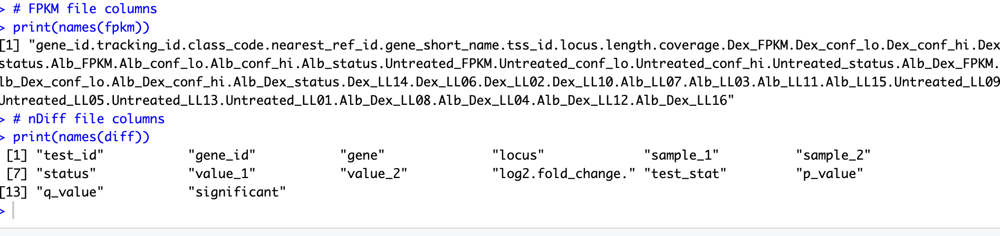 > # FPKM file columns
> print(names(fpkm))
[1] "gene_id.tracking_id.class_code.nearest_ref_id.gene_short_name.tss_id.locus.length.coverage.Dex_FPKM.Dex_conf_lo.Dex_conf_hi.Dex
status.Alb_FPKM.Alb_conf_lo.Alb_conf_hi.Alb_status.Untreated_FPKM.Untreated_conf_lo.Untreated_conf_hi.Untreated_status.Alb_Dex_FPKM.
lb_Dex_conf_lo.Alb_Dex_conf_hi.Alb_Dex_status.Dex_LL14.Dex_LL06.Dex_LL02.Dex_LL10.Alb_LL07.Alb_LL03.Alb_LL11.Alb_LL15.Untreated_LL09
Untreated_LL05.Untreated_LL13.Untreated_LL01.Alb_Dex_LL08.Alb_Dex_LL04.Alb_Dex_LL12.Alb_Dex_LL16"
> # nDiff file columns
> print(names(diff))
[1] "test_id" "gene_id" "gene" "locus" "sample_1" "sample_2"
[7] "status" "value_1" "value_2" "log2.fold_change." "test_stat" "p_value"
[13] "q_value" "significant"
>